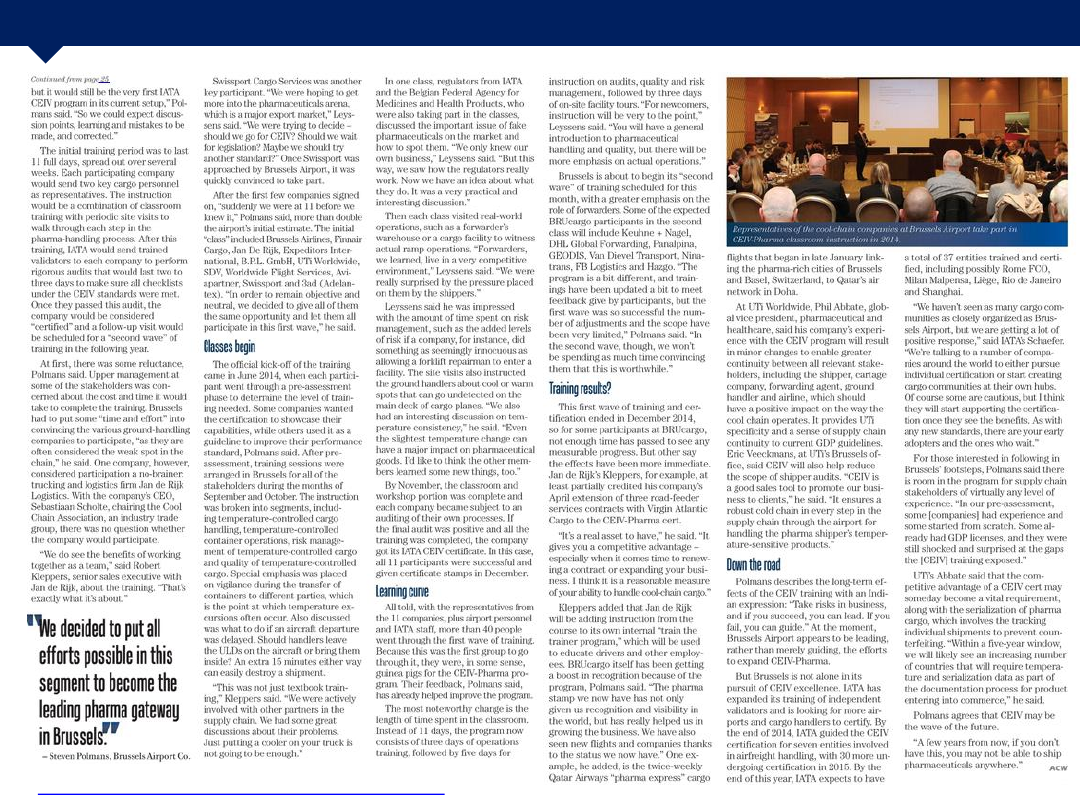 Continued from page 25
but it would still be the very first IATA
CEIV program in its current setup," Pol-
mans said. "So we could expect discus-
sion points, learning and mistakes to be
made, and corrected."
The initial training period was to last
11 full days, spread out over several
weeks. Each participating company
would send two key cargo personnel
as representatives. The instruction
would be a combination of classroom
training with periodic site visits to
walk through each step in the
pharma-handling process. After this
training, IATA would send trained
validators to each company to perform
rigorous audits that would last two to
three days to make sure all checklists
under the CEIV standards were met.
Once they passed this audit, the
company would be considered
"certified" and a follow-up visit would
be scheduled for a "second wave" of
training in the following year.
At first, there was some reluctance,
Polmans said. Upper management at
some of the stakeholders was con-
cerned about the cost and time it would
take to complete the training. Brussels
had to put some "time and effort" into
convincing the various ground-handling
companies to participate, "as they are
often considered the weak spot in the
chain," he said. One company, however,
considered participation a no-brainer:
trucking and logistics firm Jan de Rijk
Logistics. With the company's CEO,
Sebastiaan Scholte, chairing the Cool
Chain Association, an industry trade
group, there was no question whether
the company would participate.
"We do see the benefits of working
together as a team," said Robert
Kleppers, senior sales executive with
Jan de Rijk, about the training. "That's
exactly what it's about."
"We decided to put all
efforts possible in this
segment to become the
leading pharma gateway
in Brussels."
– Steven Polmans, Brussels Airport Co.
Swissport Cargo Services was another
key participant. "We were hoping to get
more into the pharmaceuticals arena,
which is a major export market," Leys-
sens said. "We were trying to decide –
should we go for CEIV? Should we wait
for legislation? Maybe we should try
another standard?" Once Swissport was
approached by Brussels Airport, it was
quickly convinced to take part.
After the first few companies signed
on, "suddenly we were at 11 before we
knew it," Polmans said, more than double
the airport's initial estimate. The initial
"class" included Brussels Airlines, Finnair
Cargo, Jan De Rijk, Expeditors Inter-
national, B.P.L. GmbH, UTi Worldwide,
SDV, Worldwide Flight Services, Avi-
apartner, Swissport and 3ad (Adelan-
tex). "In order to remain objective and
neutral, we decided to give all of them
the same opportunity and let them all
participate in this first wave," he said.
Classes begin
The official kick-off of the training
came in June 2014, when each partici-
pant went through a pre-assessment
phase to determine the level of train-
ing needed. Some companies wanted
the certification to showcase their
capabilities, while others used it as a
guideline to improve their performance
standard, Polmans said. After pre-
assessment, training sessions were
arranged in Brussels for all of the
stakeholders during the months of
September and October. The instruction
was broken into segments, includ-
ing temperature-controlled cargo
handling, temperature-controlled
container operations, risk manage-
ment of temperature-controlled cargo
and quality of temperature-controlled
cargo. Special emphasis was placed
on vigilance during the transfer of
containers to different parties, which
is the point at which temperature ex-
cursions often occur. Also discussed
was what to do if an aircraft departure
was delayed. Should handlers leave
the ULDs on the aircraft or bring them
inside? An extra 15 minutes either way
can easily destroy a shipment.
"This was not just textbook train-
ing," Kleppers said. "We were actively
involved with other partners in the
supply chain. We had some great
discussions about their problems.
Just putting a cooler on your truck is
not going to be enough."
In one class, regulators from IATA
and the Belgian Federal Agency for
Medicines and Health Products, who
were also taking part in the classes,
discussed the important issue of fake
pharmaceuticals on the market and
how to spot them. "We only knew our
own business," Leyssens said. "But this
way, we saw how the regulators really
work. Now we have an idea about what
they do. It was a very practical and
interesting discussion."
Then each class visited real-world
operations, such as a forwarder's
warehouse or a cargo facility to witness
actual ramp operations. "Forwarders,
we learned, live in a very competitive
environment," Leyssens said. "We were
really surprised by the pressure placed
on them by the shippers."
Leyssens said he was impressed
with the amount of time spent on risk
management, such as the added levels
of risk if a company, for instance, did
something as seemingly innocuous as
allowing a forklift repairman to enter a
facility. The site visits also instructed
the ground handlers about cool or warm
spots that can go undetected on the
main deck of cargo planes. "We also
had an interesting discussion on tem-
perature consistency," he said. "Even
the slightest temperature change can
have a major impact on pharmaceutical
goods. I'd like to think the other mem-
bers learned some new things, too."
By November, the classroom and
workshop portion was complete and
each company became subject to an
auditing of their own processes. If
the final audit was positive and all the
training was completed, the company
got its IATA CEIV certificate. In this case,
all 11 participants were successful and
given certificate stamps in December.
Learning curve
All told, with the representatives from
the 11 companies, plus airport personnel
and IATA staff, more than 40 people
went through the first wave of training.
Because this was the first group to go
through it, they were, in some sense,
guinea pigs for the CEIV-Pharma pro-
gram. Their feedback, Polmans said,
has already helped improve the program.
The most noteworthy change is the
length of time spent in the classroom.
Instead of 11 days, the program now
consists of three days of operations
training, followed by five days for
instruction on audits, quality and risk
management, followed by three days
of on-site facility tours. "For newcomers,
instruction will be very to the point,"
Leyssens said. "You will have a general
introduction to pharmaceutical
handling and quality, but there will be
more emphasis on actual operations."
Brussels is about to begin its "second
wave" of training scheduled for this
month, with a greater emphasis on the
role of forwarders. Some of the expected
BRUcargo participants in the second
class will include Keuhne + Nagel,
DHL Global Forwarding, Panalpina,
GEODIS, Van Diesel Transport, Nina-
trans, FB Logistics and Hazgo. "The
program is a bit different, and train-
ings have been updated a bit to meet
feedback give by participants, but the
first wave was so successful the num-
ber of adjustments and the scope have
been very limited," Polmans said. "In
the second wave, though, we won't
be spending as much time convincing
them that this is worthwhile."
Training results?
This first wave of training and cer-
tification ended in December 2014,
so for some participants at BRUcargo,
not enough time has passed to see any
measurable progress. But other say
the effects have been more immediate.
Jan de Rijk's Kleppers, for example, at
least partially credited his company's
April extension of three road-feeder
services contracts with Virgin Atlantic
Cargo to the CEIV-Pharma cert.
"It's a real asset to have," he said. "It
gives you a competitive advantage –
especially when it comes time to renew-
ing a contract or expanding your busi-
ness. I think it is a reasonable measure
of your ability to handle cool-chain cargo."
Kleppers added that Jan de Rijk
will be adding instruction from the
course to its own internal "train the
trainer program," which will be used
to educate drivers and other employ-
ees. BRUcargo itself has been getting
a boost in recognition because of the
program, Polmans said. "The pharma
stamp we now have has not only
given us recognition and visibility in
the world, but has really helped us in
growing the business. We have also
seen new flights and companies thanks
to the status we now have." One ex-
ample, he added, is the twice-weekly
Qatar Airways "pharma express" cargo
Representatives of the cool-chain companies at Brussels Airport take part in
CEIV-Pharma classroom instruction in 2014.
flights that began in late January link-
ing the pharma-rich cities of Brussels
and Basel, Switzerland, to Qatar's air
network in Doha.
At UTi Worldwide, Phil Abbate, glob-
al vice president, pharmaceutical and
healthcare, said his company's experi-
ence with the CEIV program will result
in minor changes to enable greater
continuity between all relevant stake-
holders, including the shipper, cartage
company, forwarding agent, ground
handler and airline, which should
have a positive impact on the way the
cool chain operates. It provides UTi
specificity and a sense of supply chain
continuity to current GDP guidelines.
Eric Veeckmans, at UTi's Brussels of-
fice, said CEIV will also help reduce
the scope of shipper audits. "CEIV is
a good sales tool to promote our busi-
ness to clients," he said. "It ensures a
robust cold chain in every step in the
supply chain through the airport for
handling the pharma shipper's temper-
ature-sensitive products."
Down the road
Polmans describes the long-term ef-
fects of the CEIV training with an Indi-
an expression: "Take risks in business,
and if you succeed, you can lead. If you
fail, you can guide." At the moment,
Brussels Airport appears to be leading,
rather than merely guiding, the efforts
to expand CEIV-Pharma.
But Brussels is not alone in its
pursuit of CEIV excellence. IATA has
expanded its training of independent
validators and is looking for more air-
ports and cargo handlers to certify. By
the end of 2014, IATA guided the CEIV
certification for seven entities involved
in airfreight handling, with 30 more un-
dergoing certification in 2015. By the
end of this year, IATA expects to have
a total of 37 entities trained and certi-
fied, including possibly Rome FCO,
Milan Malpensa, Liège, Rio de Janeiro
and Shanghai.
"We haven't seen as many cargo com-
munities as closely organized as Brus-
sels Airport, but we are getting a lot of
positive response," said IATA's Schaefer.
"We're talking to a number of compa-
nies around the world to either pursue
individual certification or start creating
cargo communities at their own hubs.
Of course some are cautious, but I think
they will start supporting the certifica-
tion once they see the benefits. As with
any new standards, there are your early
adopters and the ones who wait."
For those interested in following in
Brussels' footsteps, Polmans said there
is room in the program for supply chain
stakeholders of virtually any level of
experience. "In our pre-assessment,
some [companies] had experience and
some started from scratch. Some al-
ready had GDP licenses, and they were
still shocked and surprised at the gaps
the [CEIV] training exposed."
UTi's Abbate said that the com-
petitive advantage of a CEIV cert may
someday become a vital requirement,
along with the serialization of pharma
cargo, which involves the tracking
individual shipments to prevent coun-
terfeiting. "Within a five-year window,
we will likely see an increasing number
of countries that will require tempera-
ture and serialization data as part of
the documentation process for product
entering into commerce," he said.
Polmans agrees that CEIV may be
the wave of the future.
"A few years from now, if you don't
have this, you may not be able to ship
pharmaceuticals anywhere."
ACW